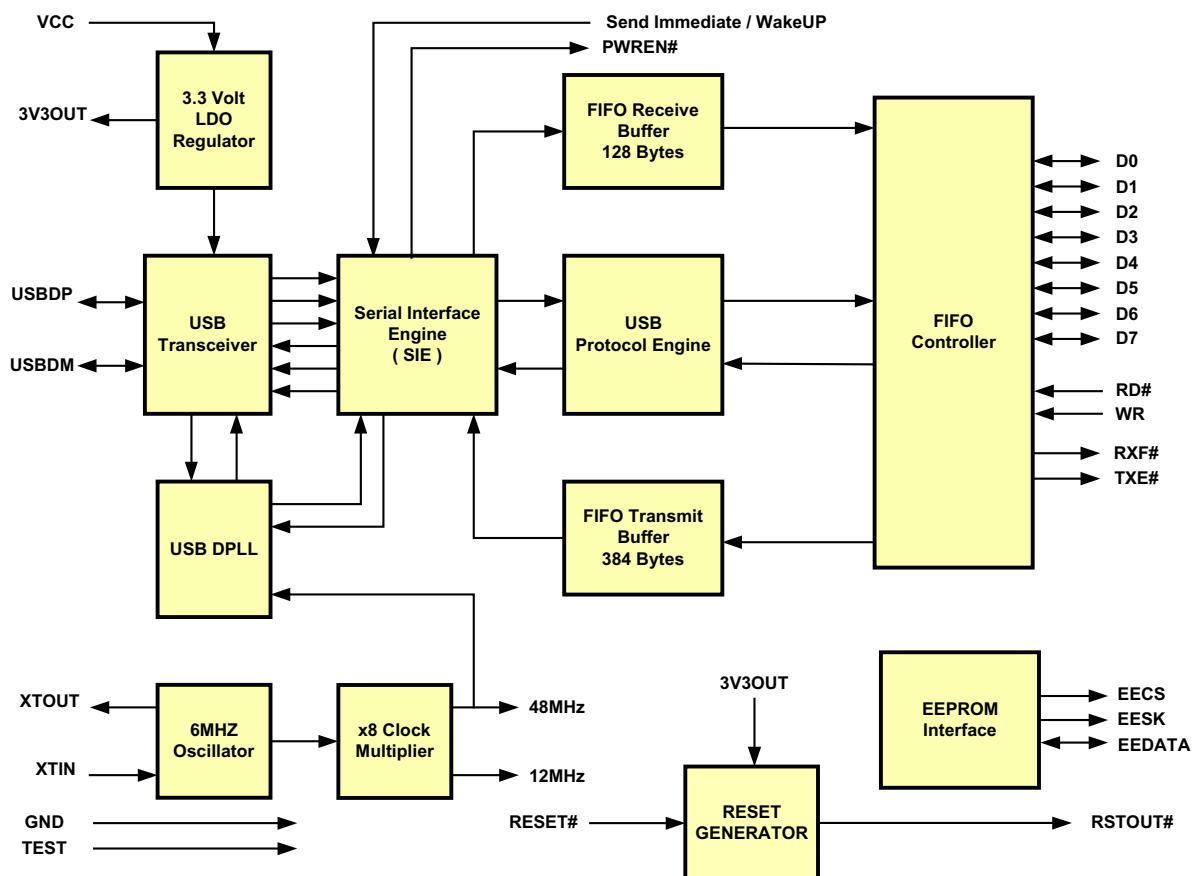 VCC
Send Immediate / WakeUP
PWREN#
3.3 Volt
LDO
Regulator
3V3OUT
FIFO Receive
Buffer
128 Bytes
D0
D1
D2
D3
D4
D5
D6
D7
USBDP
USBDM
USB
Transceiver
Serial Interface
Engine
( SIE )
USB
Protocol Engine
FIFO
Controller
RD#
WR
RXF#
TXE#
USB DPLL
FIFO Transmit
Buffer
384 Bytes
XTOUT
XTIN
6MHZ
Oscillator
x8 Clock
Multiplier
48MHz
12MHz
3V3OUT
EEPROM
Interface
EECS
EESK
EEDATA
GND
TEST
RESET#
RESET
GENERATOR
RSTOUT#